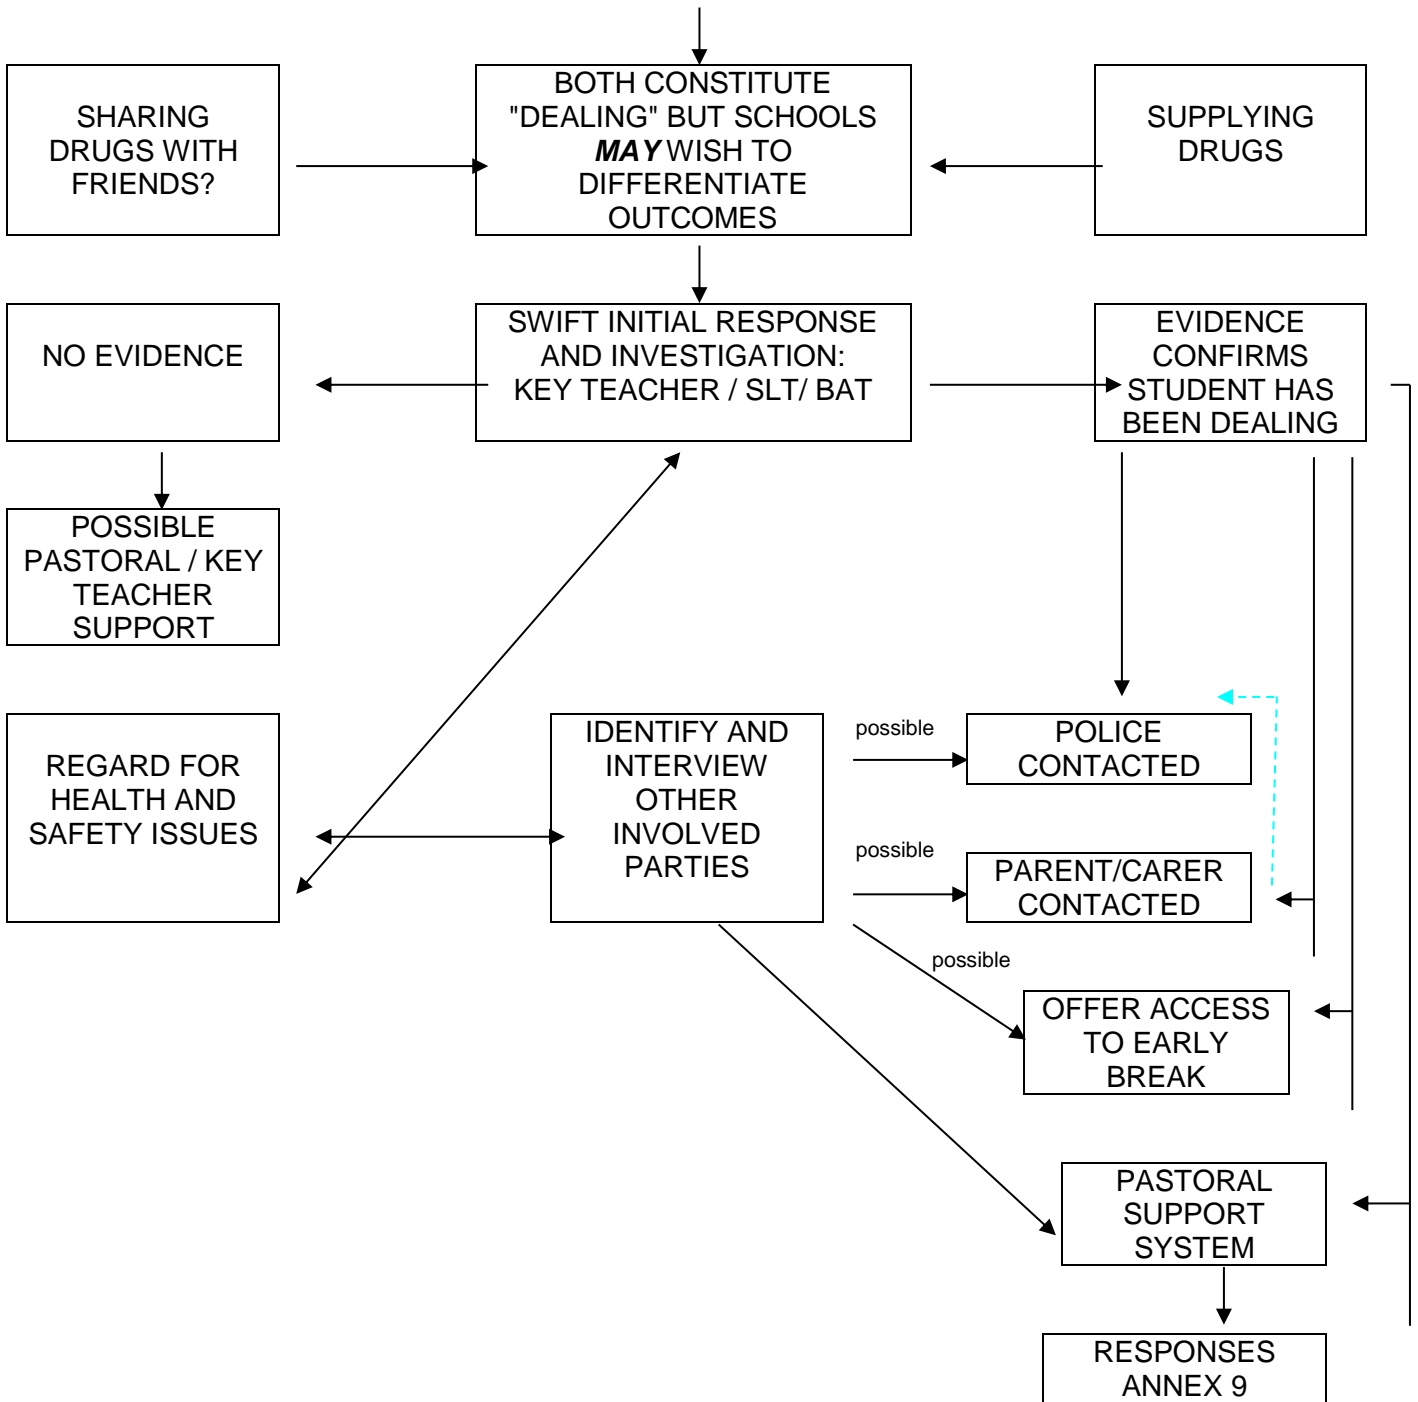 SHARING
DRUGS WITH
FRIENDS?
BOTH CONSTITUTE
"DEALING" BUT SCHOOLS
MAY WISH TO
DIFFERENTIATE
OUTCOMES
SUPPLYING
DRUGS
NO EVIDENCE
SWIFT INITIAL RESPONSE
AND INVESTIGATION:
KEY TEACHER / SLT/ BAT
EVIDENCE
CONFIRMS
STUDENT HAS
BEEN DEALING
POSSIBLE
PASTORAL / KEY
TEACHER
SUPPORT
REGARD FOR
HEALTH AND
SAFETY ISSUES
IDENTIFY AND
INTERVIEW
OTHER
INVOLVED
PARTIES
possible
POLICE
CONTACTED
possible
PARENT/CARER
CONTACTED
possible
OFFER ACCESS
TO EARLY
BREAK
PASTORAL
SUPPORT
SYSTEM
RESPONSES
ANNEX 9